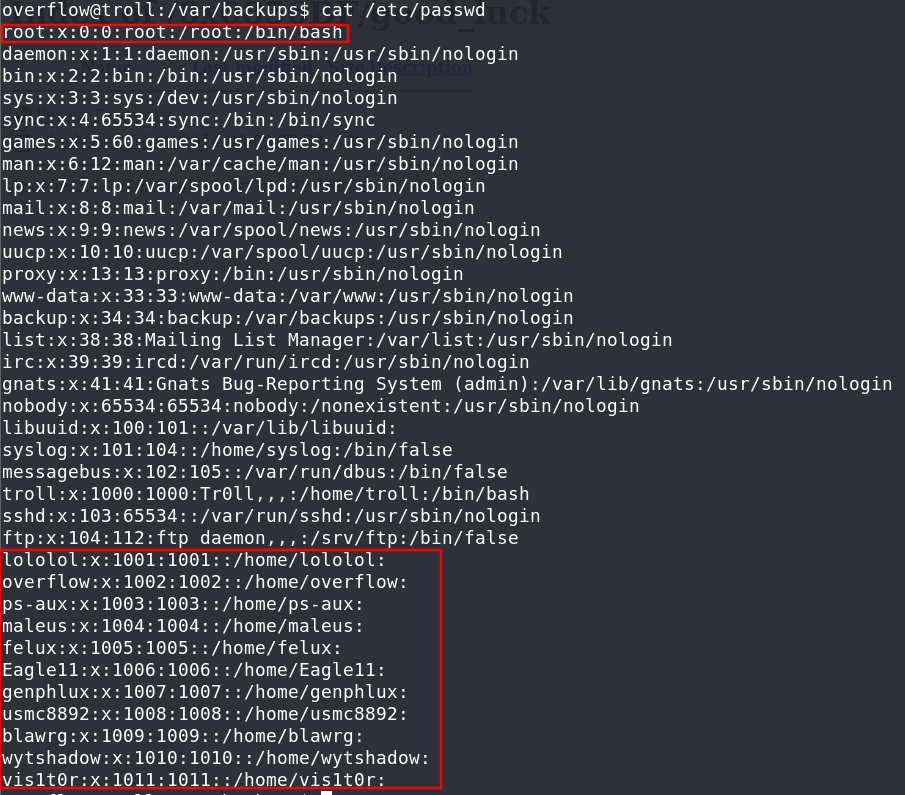 overflow@troll:/var/backups$ cat /etc/passwd
root:x:0:0:root:/root:/bin/bash
daemon:x:1:1:daemon:/usr/sbin:/usr/sbin/nologin
bin:x:2:2:bin:/bin:/usr/sbin/nologin
sys:x:3:3:sys:/dev:/usr/sbin/nologin
sync:x:4:65534:sync:/bin:/bin/sync
games:x:5:60:games:/usr/games:/usr/sbin/nologin
man:x:6:12:man:/var/cache/man:/usr/sbin/nologin
lp:x:7:7:lp:/var/spool/lpd:/usr/sbin/nologin
mail:x:8:8:mail:/var/mail:/usr/sbin/nologin
news:x:9:9:news:/var/spool/news:/usr/sbin/nologin
uucp:x:10:10:uucp:/var/spool/uucp:/usr/sbin/nologin
proxy:x:13:13:proxy:/bin:/usr/sbin/nologin
www-data:x:33:33:www-data:/var/www:/usr/sbin/nologin
backup:x:34:34:backup:/var/backups:/usr/sbin/nologin
list:x:38:38:Mailing List Manager:/var/list:/usr/sbin/nologin
irc:x:39:39:ircd:/var/run/ircd:/usr/sbin/nologin
gnats:x:41:41:Gnats Bug-Reporting System (admin):/var/lib/gnats:/usr/sbin/nologin
nobody:x:65534:65534:nobody:/nonexistent:/usr/sbin/nologin
libuuid:x:100:101::/var/lib/libuuid:
syslog:x:101:104::/home/syslog:/bin/false
messagebus:x:102:105::/var/run/dbus:/bin/false
troll:x:1000:1000:Tr0ll,,,:/home/troll:/bin/bash
sshd:x:103:65534::/var/run/sshd:/usr/sbin/nologin
ftp:x:104:112:ftp daemon,,,:/srv/ftp:/bin/false
lololol:x:1001:1001::/home/lololol:
overflow:x:1002:1002::/home/overflow:
ps-aux:x:1003:1003::/home/ps-aux:
maleus:x:1004:1004::/home/maleus:
felux:x:1005:1005::/home/felux:
Eagle11:x:1006:1006::/home/Eagle11:
genphlux:x:1007:1007::/home/genphlux:
usmc8892:x:1008:1008::/home/usmc8892:
blawrg:x:1009:1009::/home/blawrg:
wytshadow:x:1010:1010::/home/wytshadow:
vis1t0r:x:1011:1011::/home/vis1t0r: